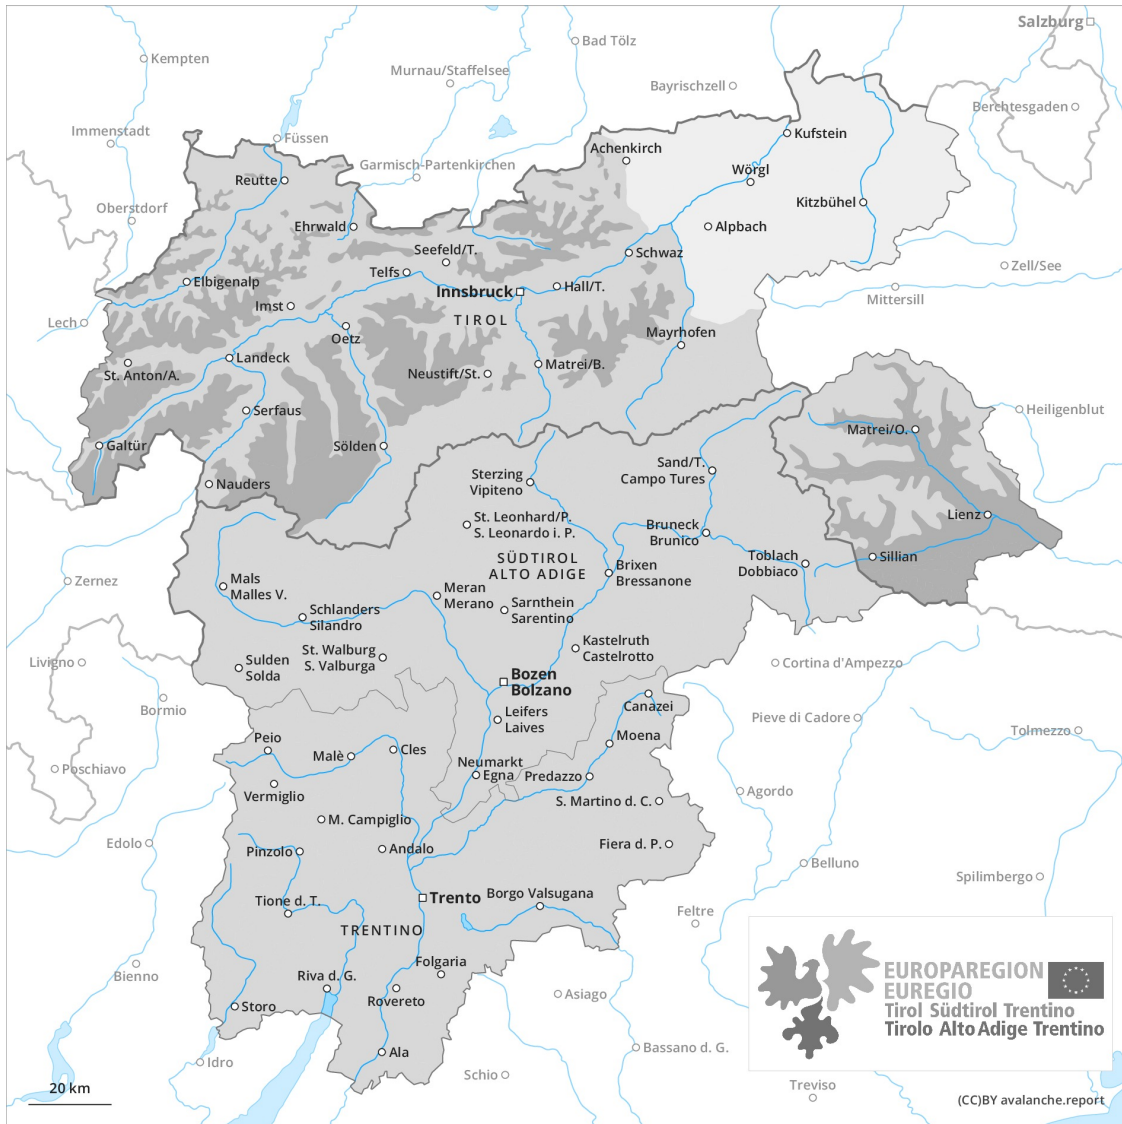 Salzburg
Bad Tölz
Kempten
Murnau/Staffelsee
Bayrischzell
Berchtesgaden
Immenstadt
Füssen
Kufstein
Achenkirch
Garmisch-Partenkirchen
Wörgl
Reutte
Kitzbühel
Oberstdorf
Ehrwald
Alpbach
Seefeld/T.
Schwaz
Telfs
Zell/See
Elbigenalp
Hall/T.
Innsbruck
Mittersill
Imst
TIROL
Lech
Mayrhofen
Oetz
Landeck
Matrei/B.
St. Anton/A.
Neustift/St.
Serfaus
Heiligenblut
Matrei/O.
Galtür
Sölden
Sterzing
Vipiteno
Sand/T.
Campo Tures
Nauders
St. Leonhard/P.
S. Leonardo i. P.
Lienz
Bruneck
Brunico
SÜDTIROL
ALTO ADIGE
Toblach
Dobbiaco
Sillian
Brixen
Bressanone
Zernez
Mals
Malles V.
Meran
Merano
Sarnthein
Sarentino
Schlanders
Silandro
Kastelruth
Castelrotto
St. Walburg
S. Valburga
Livigno
Sulden
Solda
Cortina d'Ampezzo
Bozen
Bolzano
Bormio
Canazei
Leifers
Laives
Pieve di Cadore
Tolmezzo
Peio
Moena
Malè
Cles
Poschiavo
Neumarkt
Egna
Predazzo
Vermiglio
Agordo
S. Martino d. C.
M. Campiglio
Edolo
Pinzolo
Andalo
Fiera d. P.
Belluno
Spilimbergo
Trento
Borgo Valsugana
Tione d. T.
Feltre
TRENTINO
Folgaria
Bienno
Riva d. G.
Rovereto
Asiago
Storo
EUROPAREGION
EUREGIO
Tirol Südtirol Trentino
Tirolo Alto Adige Trentino
Ala
Bassano d. G.
Idro
Schio
Treviso
20 km
(CC)BY avalanche.report